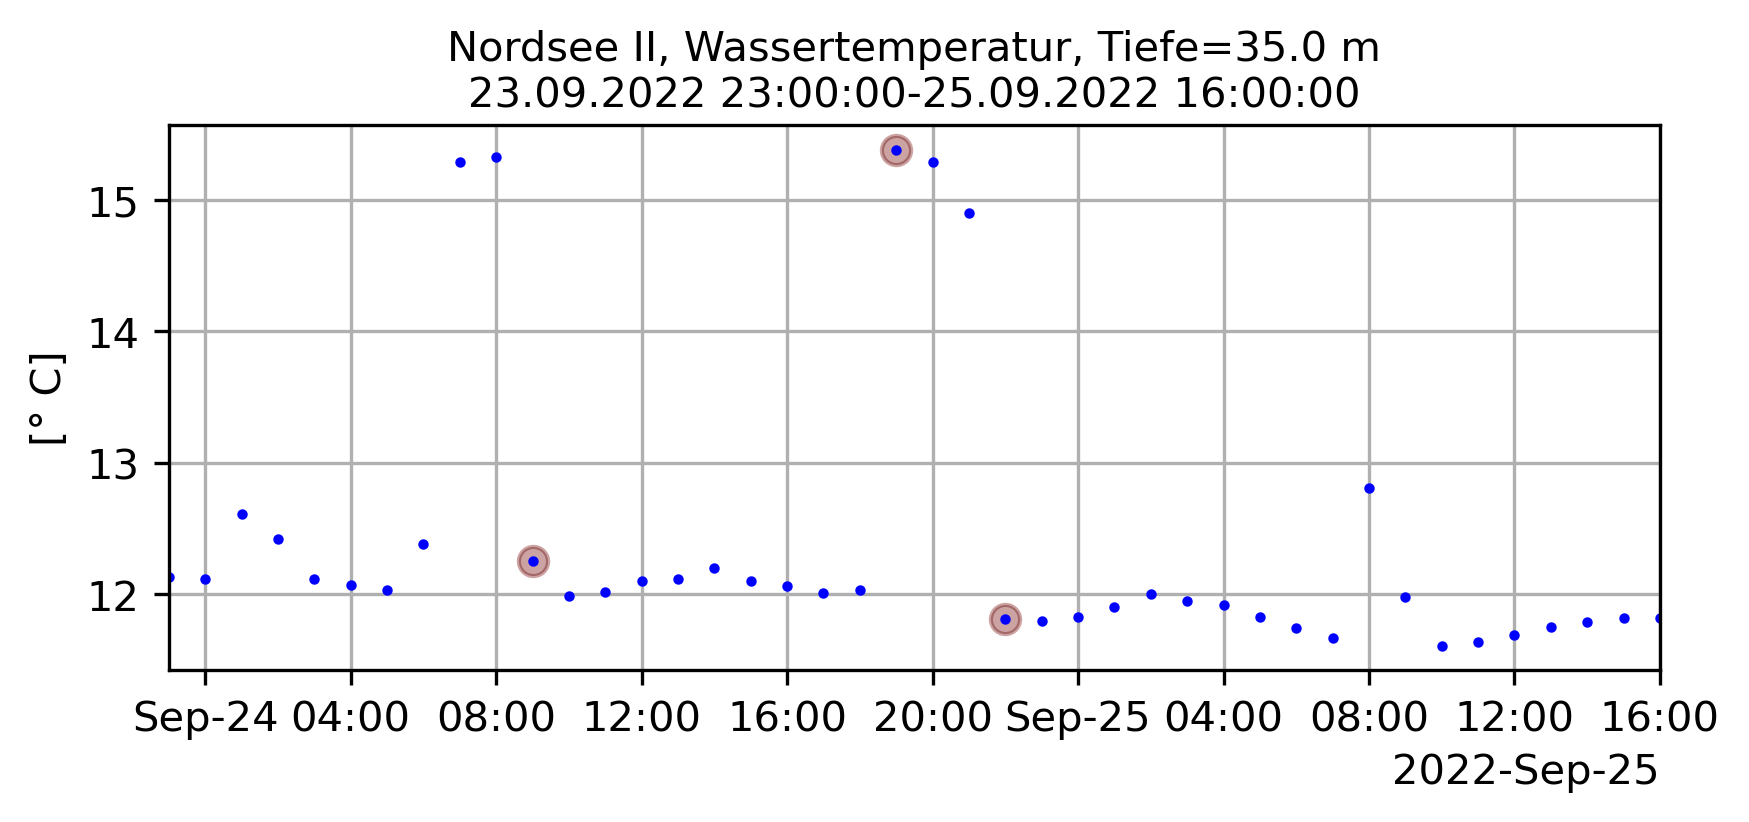 Nordsee II, Wassertemperatur, Tiefe=35.0 m
23.09.2022 23:00:00-25.09.2022 16:00:00
[° C]
15
14
13
12
Sep-24 04:00 08:00 12:00 16:00 20:00 Sep-25 04:00 08:00 12:00 16:00
2022-Sep-25